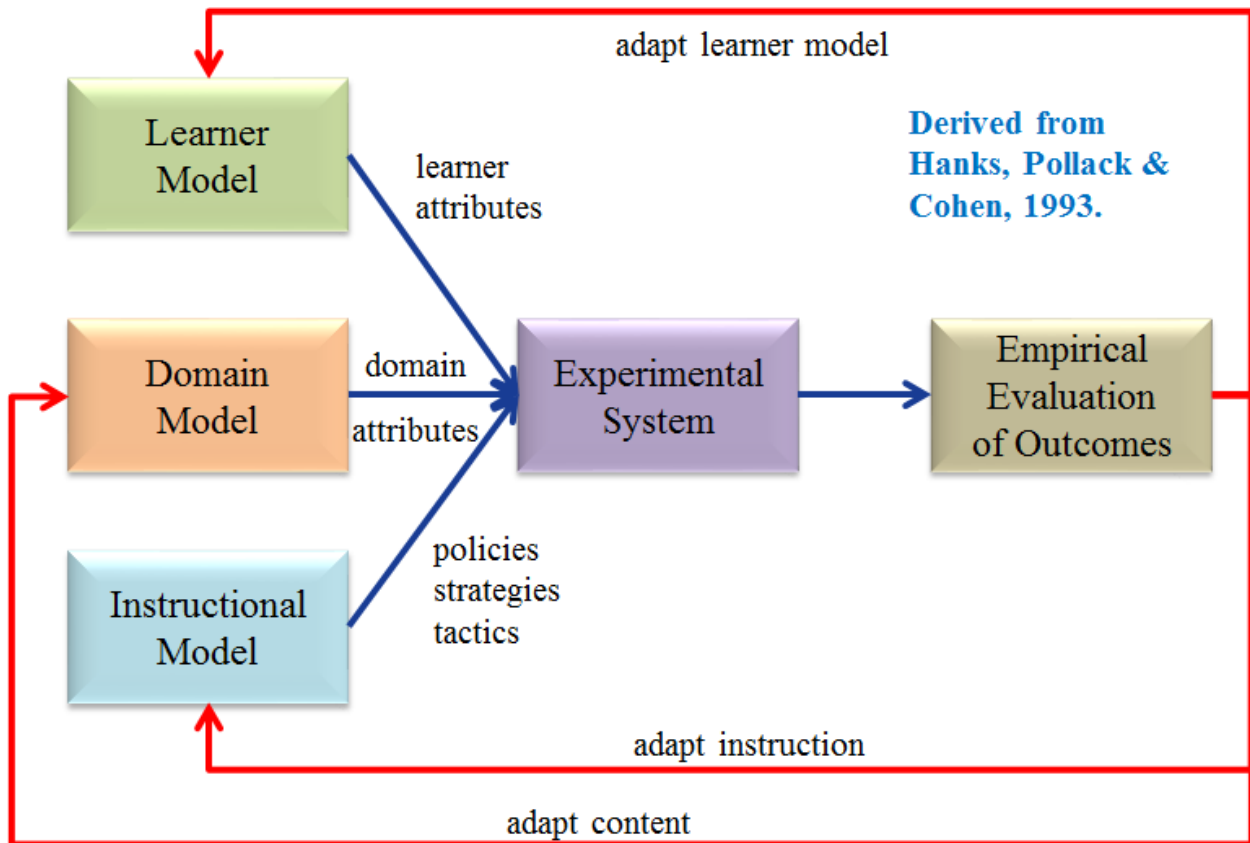 adapt learner model
Learner
Model
learner
attributes
Derived from
Hanks, Pollack &
Cohen, 1993.
Domain
Model
domain
attributes
Experimental
System
Empirical
Evaluation
of Outcomes
Instructional
Model
policies
strategies
tactics
adapt instruction
adapt content